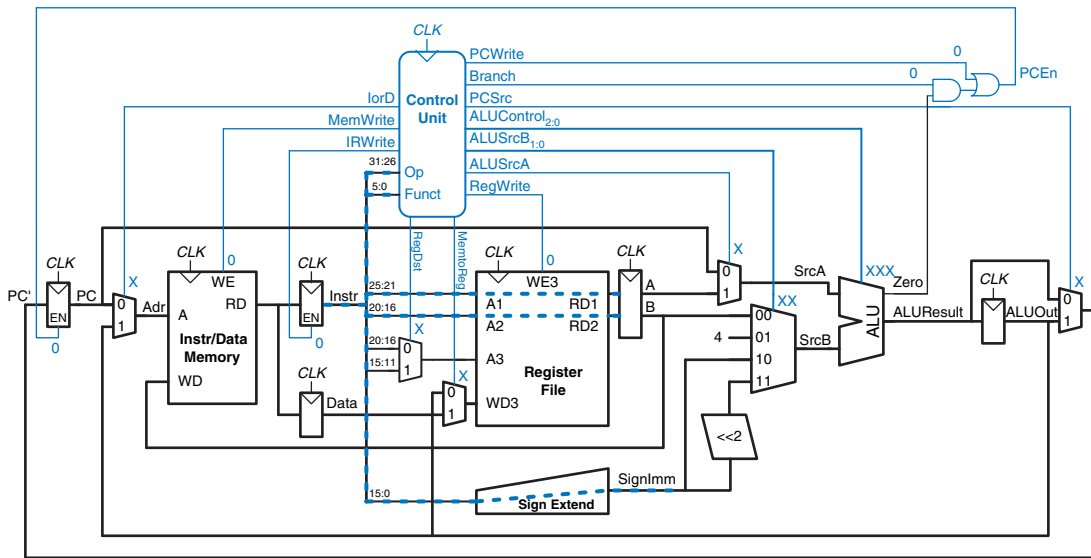 CLK
PCWrite
0
Branch
0
PCEn
IorD
Control
Unit
PCSrc
MemWrite
ALUControl2:0
IRWrite
ALUSrcB1:0
31:26
Op
ALUSrcA
5:0
Funct
RegWrite
RegDst
MemtoReg
CLK
X
CLK
0
CLK
CLK
0
CLK
X
XXX
CLK
X
PC'
PC
EN
0
0
1
Adr
WE
A
RD
Instr/Data
Memory
WD
EN
0
Instr
25:21
20:16
20:16
15:11
X
0
1
CLK
Data
X
0
1
WE3
A1
RD1
A2
RD2
A3
Register
File
WD3
A
B
0
1
SrcA
XX
00
4
01
10
11
SrcB
<<2
ALU
Zero
ALUResult
ALUOut
0
1
15:0
Sign Extend
SignImm